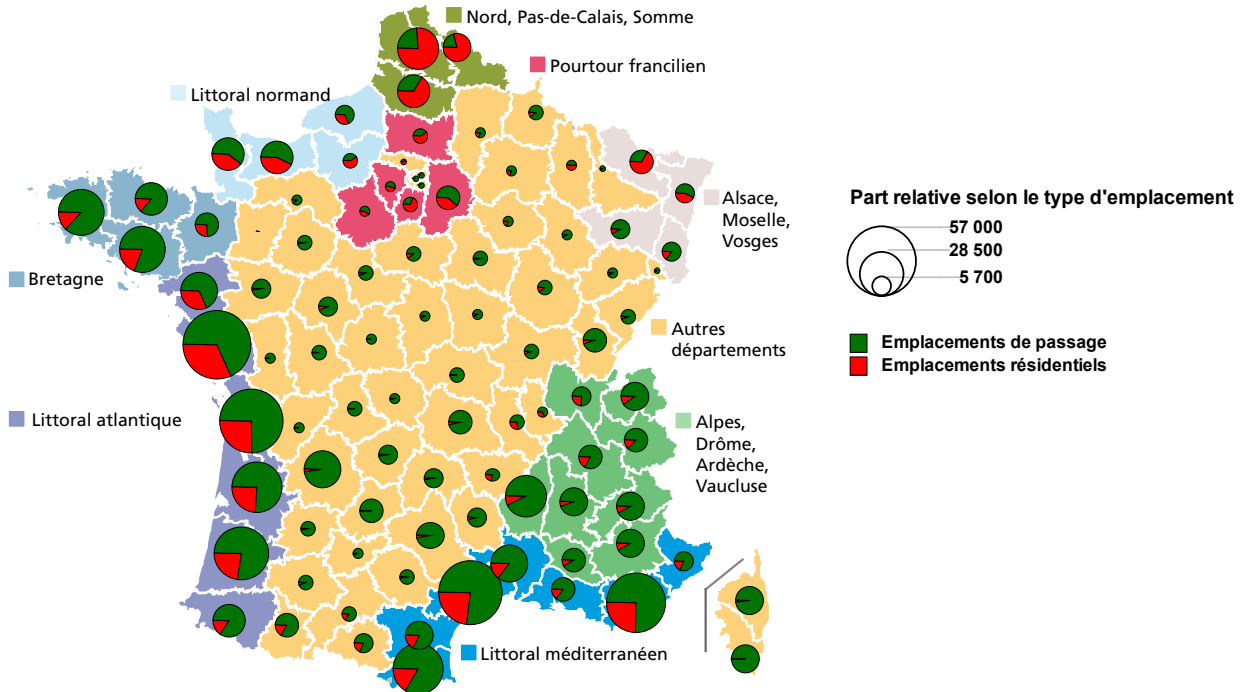 Nord, Pas-de-Calais, Somme
Pourtour francilien
Littoral normand
Alsace,
Moselle,
Vosges
Bretagne
Autres
départements
Littoral atlantique
Alpes,
Drôme,
Ardèche,
Vaucluse
Littoral méditerranéen
Part relative selon le type d'emplacement
57 000
28 500
5 700
Emplacements de passage
Emplacements résidentiels